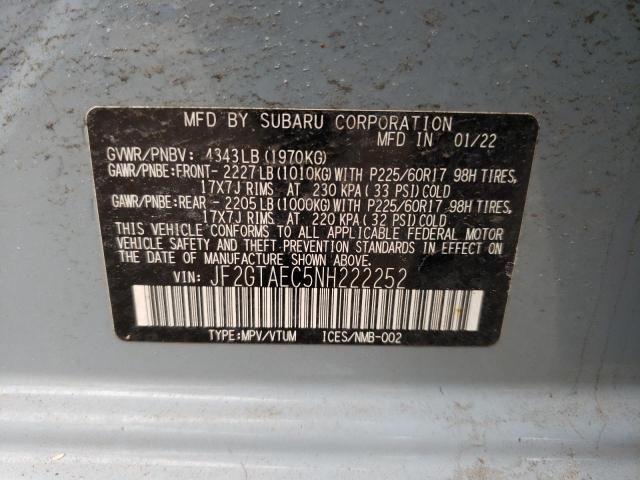 MFD BY SUBARU CORPORATION
MFD IN 01/22
GVWR/PNBV: 4343LB (1970KG)
GAWR/PNBE:FRONT- 2227 LB (1010KG) WITH P225/60R17 98H TIRES,
17X7J RIMS AT 230 KPA ( 33 PSI) COLD
GAWR/PNBE:REAR - 2205 LB (1000KG) WITH P225/60R17 98H TIRES,
17X7J RIMS AT 220 KPA ( 32 PSI) COLD
THIS VEHICLE CONFORMS TO ALL APPLICABLE FEDERAL MOTOR
VEHICLE SAFETY AND THEFT PREVENTION STANDARDS IN EFFECT ON
THE DATE OF MANUFACTURE SHOWN ABOVE.
VIN: JF2GTAEC5NH222252
TYPE:MPV/VTUM ICES/NMB-002